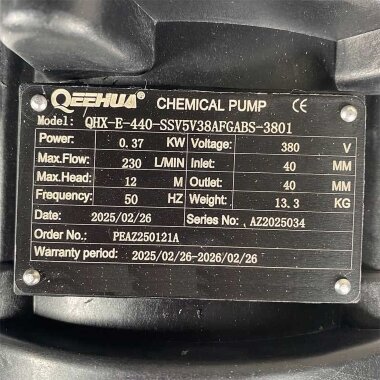 QEEHUA® CHEMICAL PUMP CE
Model: QHX-E-440-SSV5V38AFGABS-3801
Power: 0.37 KW Voltage: 380 V
Max.Flow: 230 L/MIN Inlet: 40 MM
Max.Head: 12 M Outlet: 40 MM
Frequency: 50 HZ Weight: 13.3 KG
Date: 2025/02/26 Series No.: AZ2025034
Order No.: PEAZ250121A
Warranty period: 2025/02/26-2026/02/26